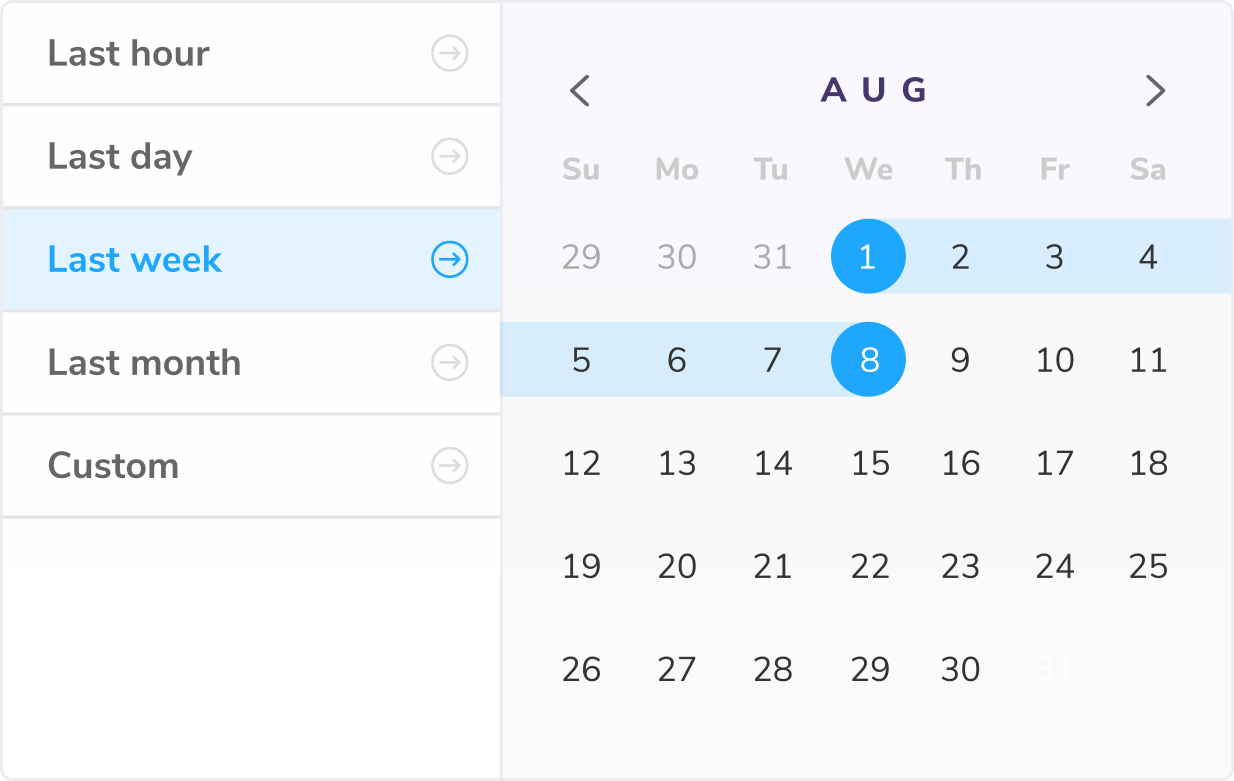 Last hour
Last day
Last week
Last month
Custom
AUG
Su Mo Tu We Th Fr Sa
29 30 31 1 2 3 4
5 6 7 8 9 10 11
12 13 14 15 16 17 18
19 20 21 22 23 24 25
26 27 28 29 30 31